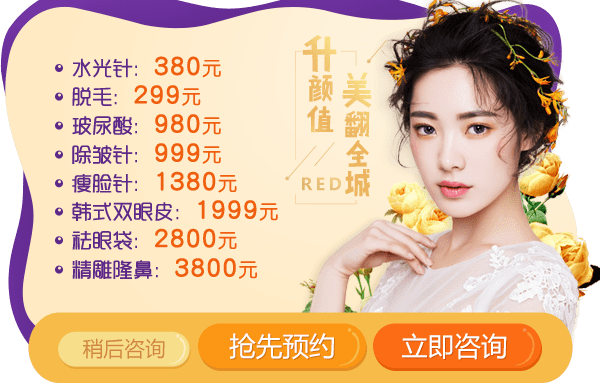 • 水光针：380元
• 脱毛：299元
• 玻尿酸：980元
• 除皱针：999元
• 瘦脸针：1380元
• 韩式双眼皮：1999元
• 祛眼袋：2800元
• 精雕隆鼻：3800元
升颜值
美翻全城
RED
稍后咨询
抢先预约
立即咨询